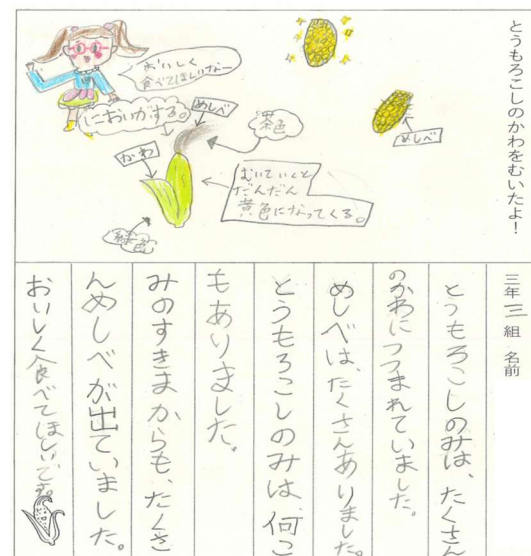 とうもろこしのかわをむいたよ！
三年三組 名前
おいしく
食べてほしいなー
においがする。
めしべ
茶色
かわ
むいていくと
だんだん
黄色になってくる。
緑色
めしべ
とうもろこしのみは、たくさん
のかわにつつまれていました。
めしべは、たくさんありました。
とうもろこしのみは、何こ
もありました。
みのすきまからも、たくさ
んめしべが出ていました。
おいしく食べてほしいです。